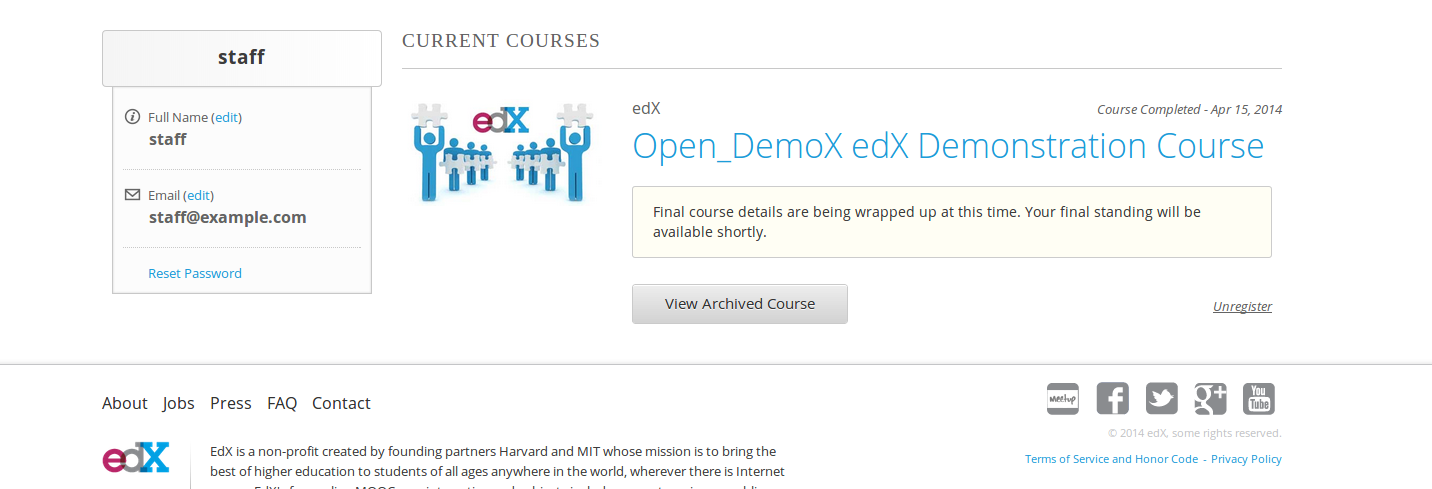 staff
Full Name (edit)
staff
Email (edit)
staff@example.com
Reset Password
CURRENT COURSES
edX
edX
Course Completed - Apr 15, 2014
Open_DemoX edX Demonstration Course
Final course details are being wrapped up at this time. Your final standing will be
available shortly.
View Archived Course
Unregister
About Jobs Press FAQ Contact
Meetup
f
g+
You
Tube
© 2014 edX, some rights reserved.
Terms of Service and Honor Code - Privacy Policy
edX
EdX is a non-profit created by founding partners Harvard and MIT whose mission is to bring the
best of higher education to students of all ages anywhere in the world, wherever there is Internet